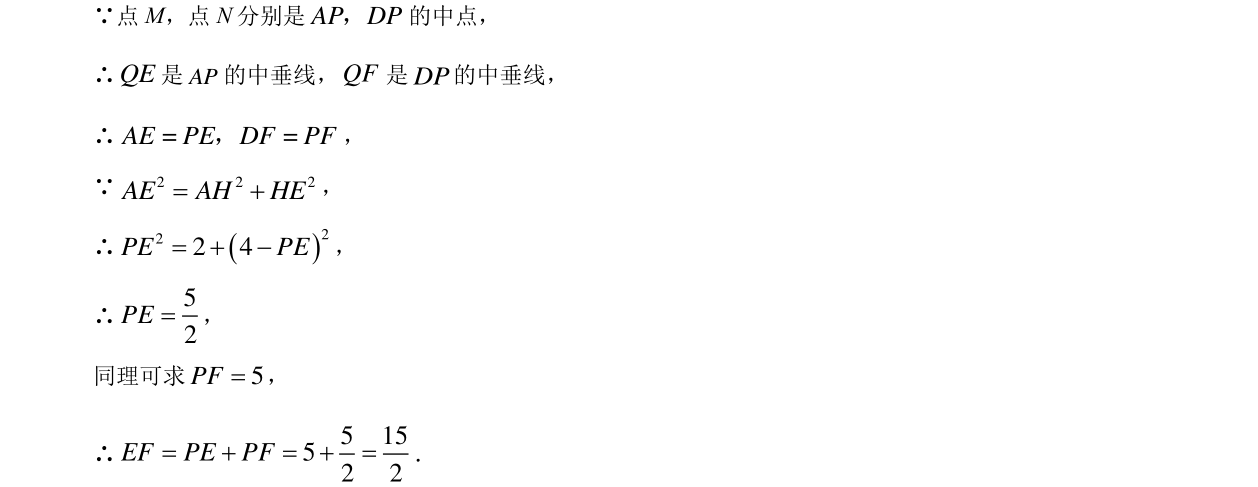 ∵点 M，点 N 分别是 AP，DP 的中点，
∴ QE 是 AP 的中垂线，QF 是 DP 的中垂线，
∴ AE = PE，DF = PF，
∵ AE² = AH² + HE²，
∴ PE² = 2 + (4 − PE)²，
∴ PE = 5/2，
同理可求 PF = 5，
∴ EF = PE + PF = 5 + 5/2 = 15/2．